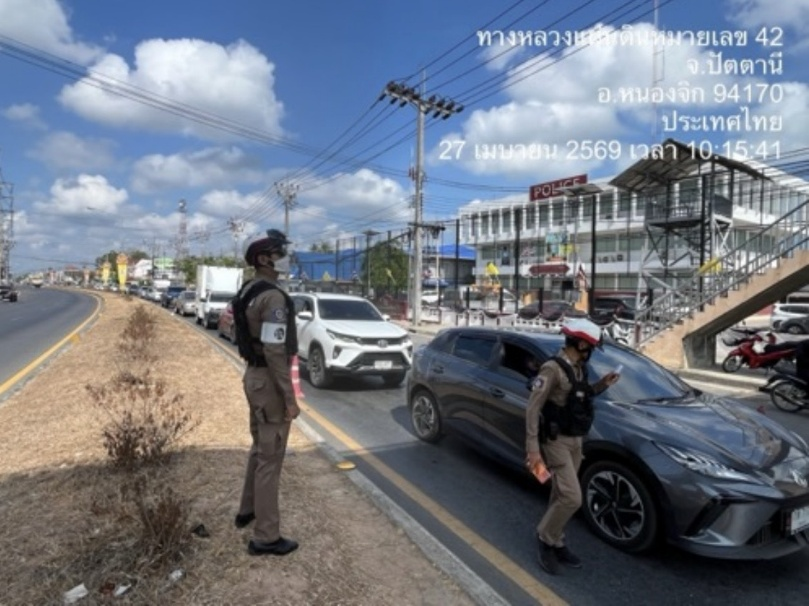 ทางหลวงแผ่นดินหมายเลข 42
จ.ปัตตานี
อ.หนองจิก 94170
ประเทศไทย
27 เมษายน 2569 เวลา 10:15:41
POLICE